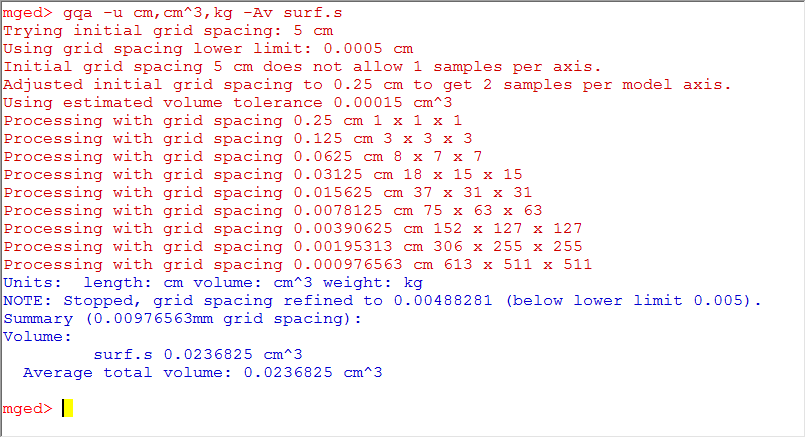 mged> gqa -u cm,cm^3,kg -Av surf.s
Trying initial grid spacing: 5 cm
Using grid spacing lower limit: 0.0005 cm
Initial grid spacing 5 cm does not allow 1 samples per axis.
Adjusted initial grid spacing to 0.25 cm to get 2 samples per model axis.
Using estimated volume tolerance 0.00015 cm^3
Processing with grid spacing 0.25 cm 1 x 1 x 1
Processing with grid spacing 0.125 cm 3 x 3 x 3
Processing with grid spacing 0.0625 cm 8 x 7 x 7
Processing with grid spacing 0.03125 cm 18 x 15 x 15
Processing with grid spacing 0.015625 cm 37 x 31 x 31
Processing with grid spacing 0.0078125 cm 75 x 63 x 63
Processing with grid spacing 0.00390625 cm 152 x 127 x 127
Processing with grid spacing 0.00195313 cm 306 x 255 x 255
Processing with grid spacing 0.000976563 cm 613 x 511 x 511
Units:  length: cm volume: cm^3 weight: kg
NOTE: Stopped, grid spacing refined to 0.00488281 (below lower limit 0.005).
Summary (0.00976563mm grid spacing):
Volume:
         surf.s 0.0236825 cm^3
  Average total volume: 0.0236825 cm^3
mged>